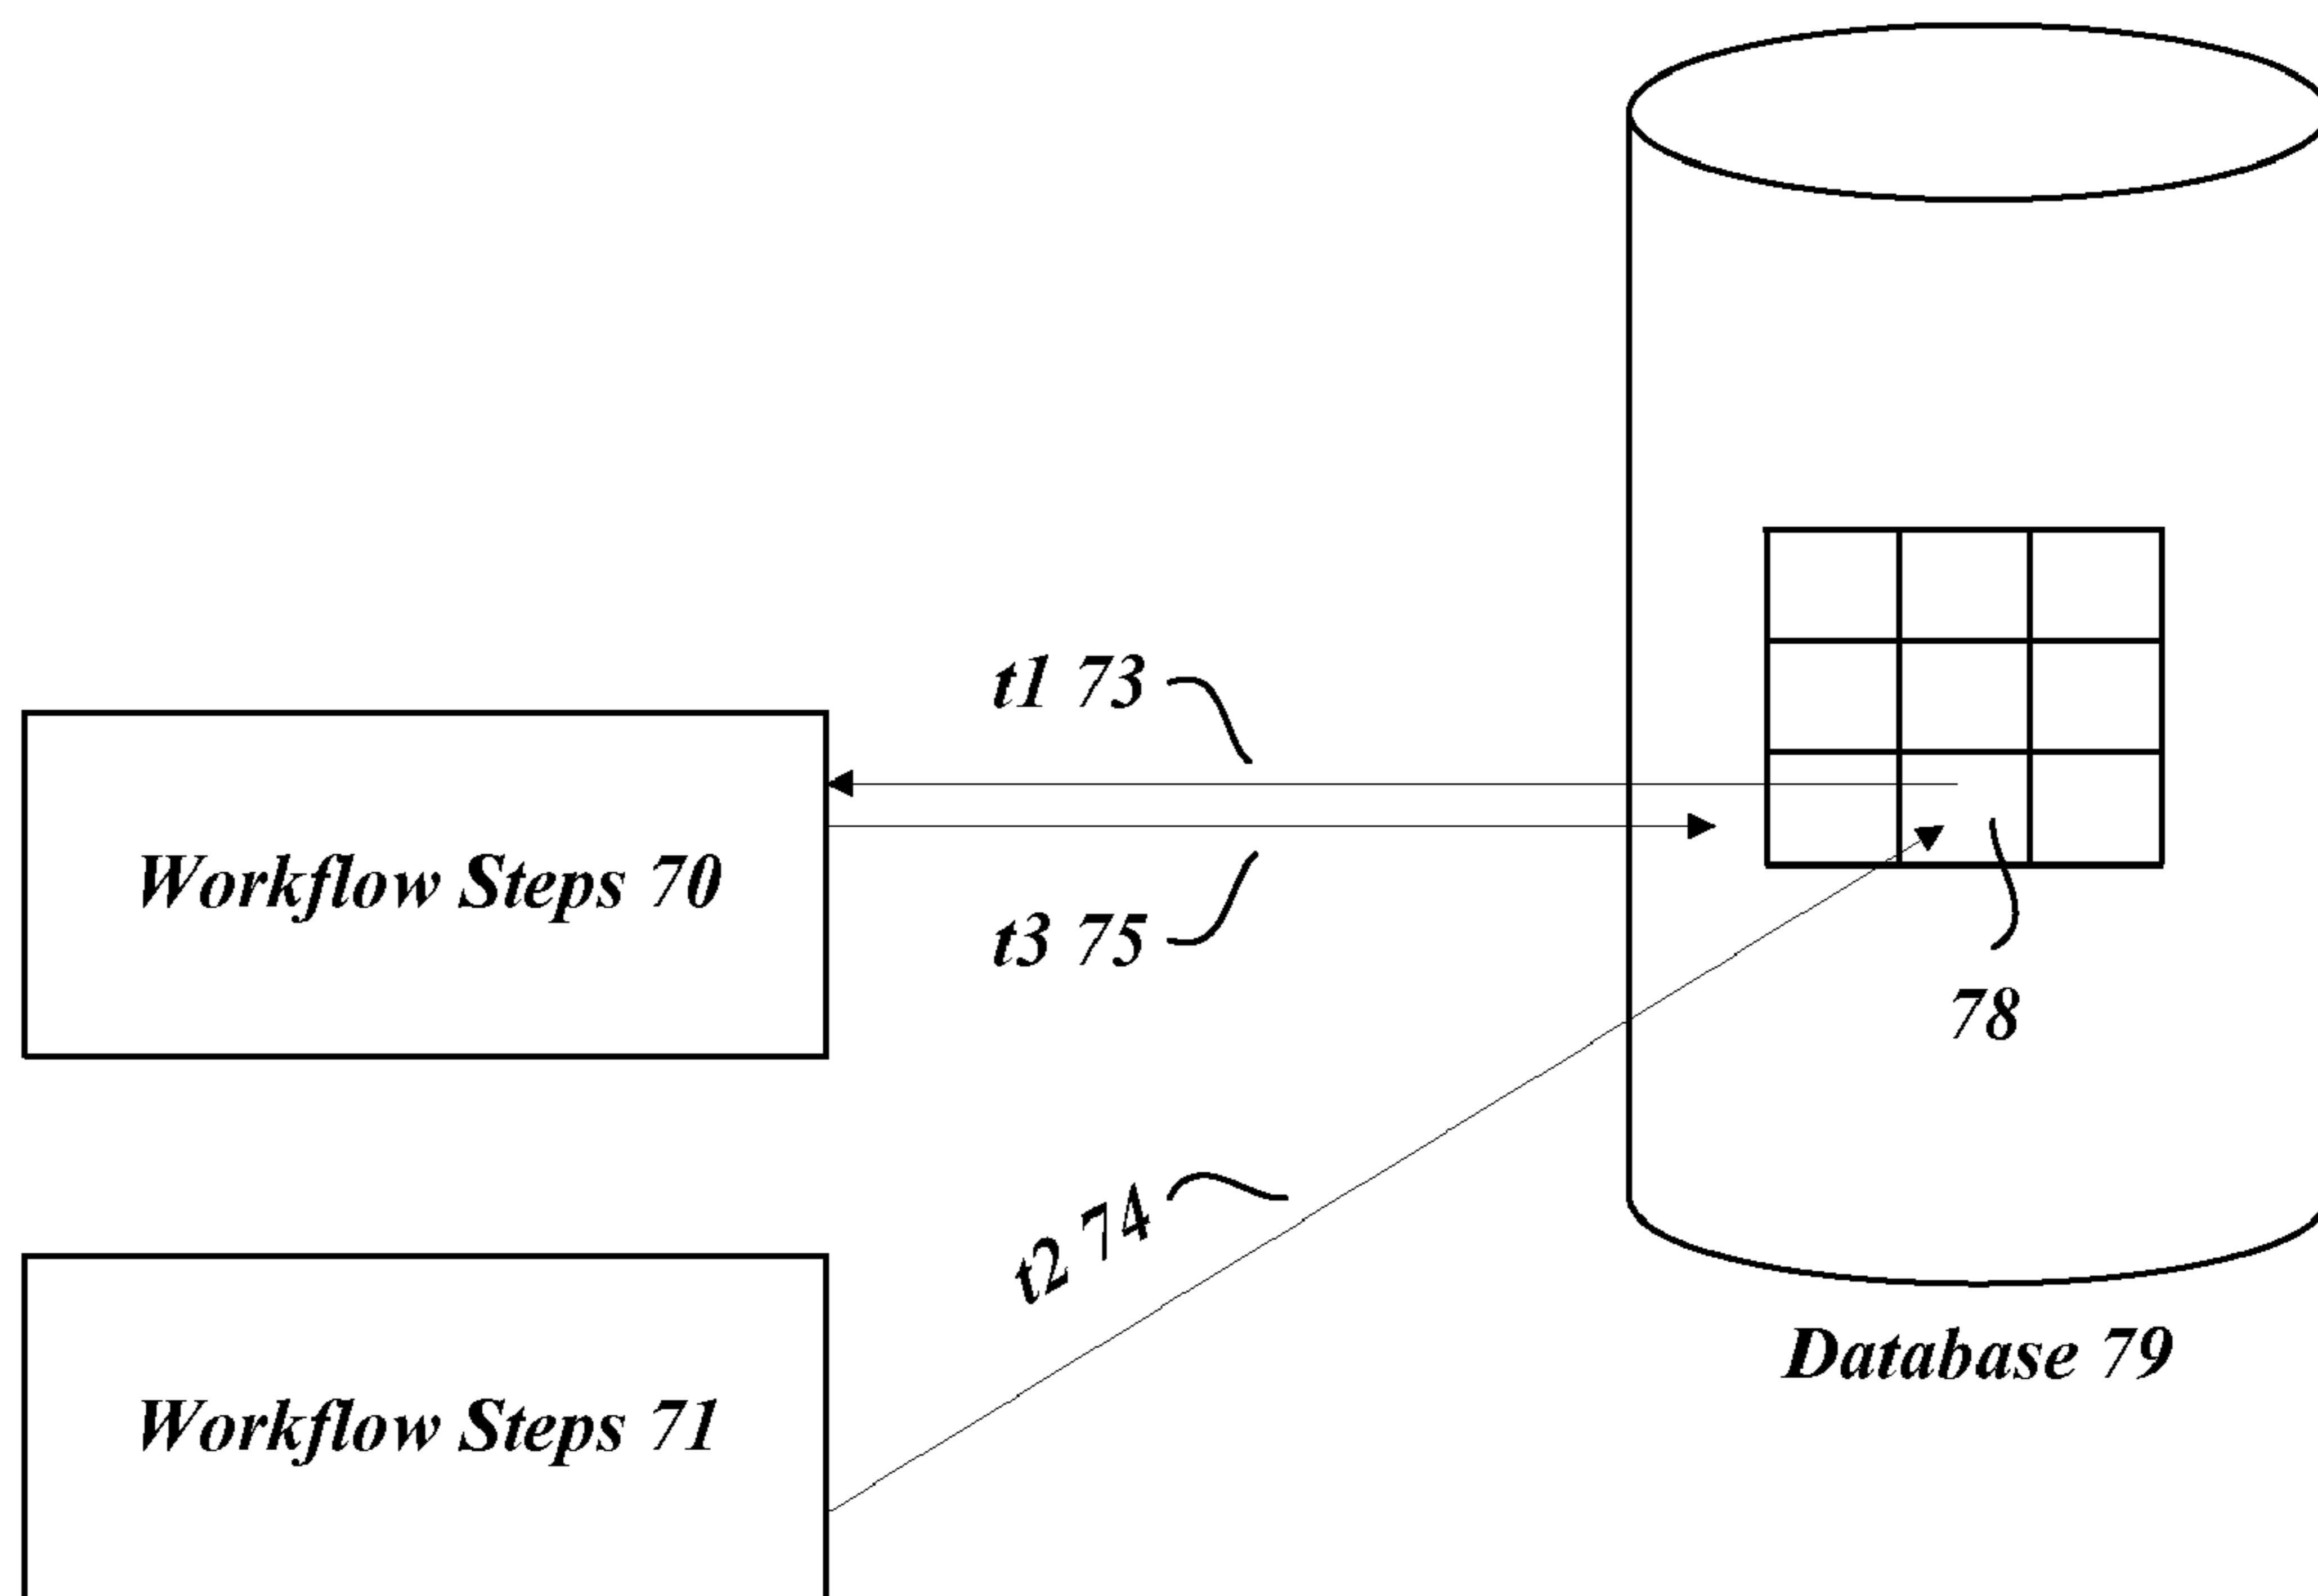 t1 73
Workflow Steps 70
t3 75
78
t2 74
Database 79
Workflow Steps 71